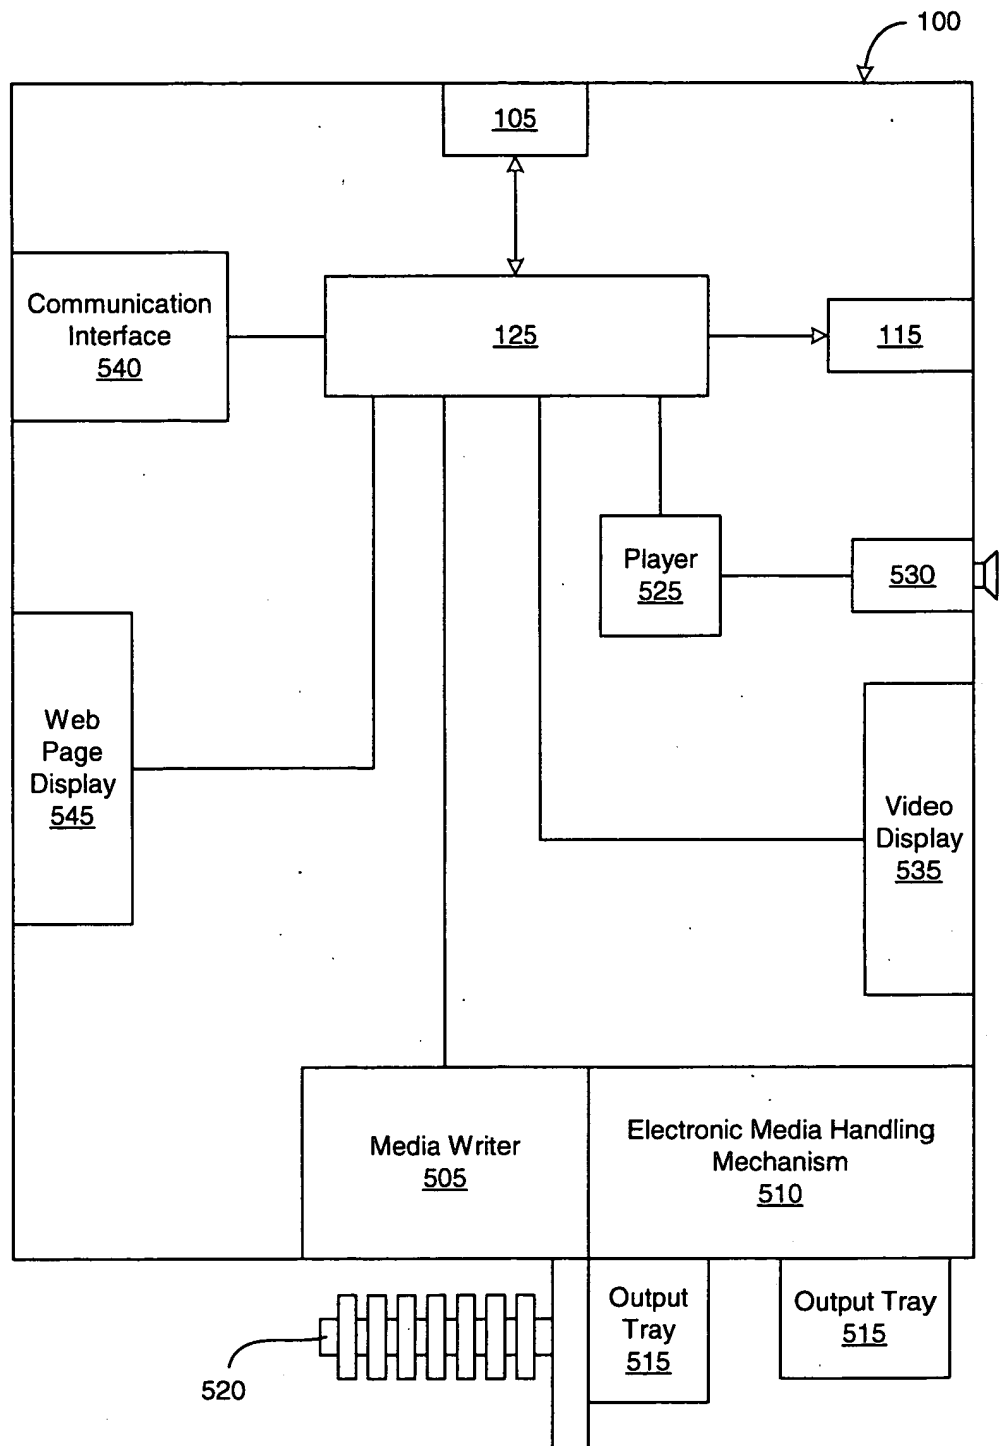 100
105
Communication
Interface
540
125
115
Player
525
530
Web
Page
Display
545
Video
Display
535
Media Writer
505
Electronic Media Handling
Mechanism
510
Output
Tray
515
Output Tray
515
520